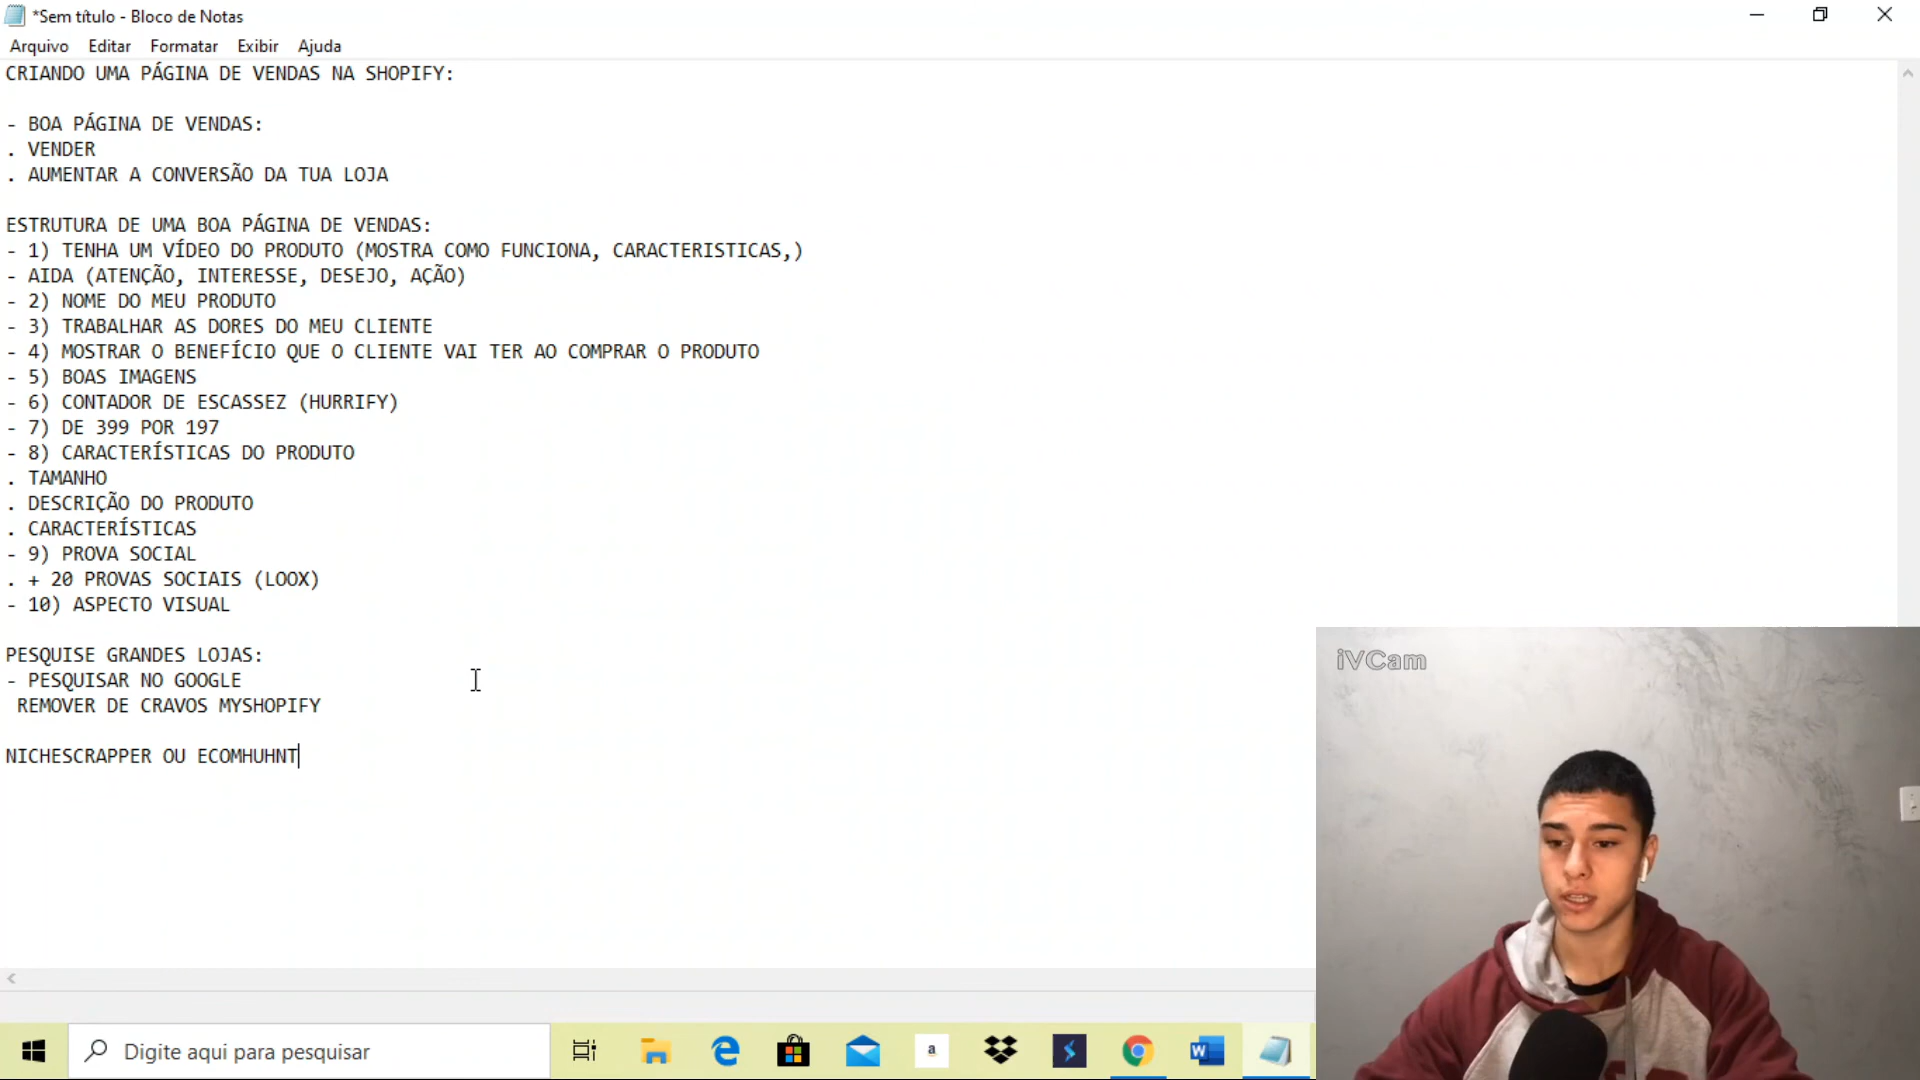 *Sem título - Bloco de Notas
Arquivo Editar Formatar Exibir Ajuda
CRIANDO UMA PÁGINA DE VENDAS NA SHOPIFY:
- BOA PÁGINA DE VENDAS:
. VENDER
. AUMENTAR A CONVERSÃO DA TUA LOJA
ESTRUTURA DE UMA BOA PÁGINA DE VENDAS:
- 1) TENHA UM VÍDEO DO PRODUTO (MOSTRA COMO FUNCIONA, CARACTERISTICAS,)
- AIDA (ATENÇÃO, INTERESSE, DESEJO, AÇÃO)
- 2) NOME DO MEU PRODUTO
- 3) TRABALHAR AS DORES DO MEU CLIENTE
- 4) MOSTRAR O BENEFÍCIO QUE O CLIENTE VAI TER AO COMPRAR O PRODUTO
- 5) BOAS IMAGENS
- 6) CONTADOR DE ESCASSEZ (HURRIFY)
- 7) DE 399 POR 197
- 8) CARACTERÍSTICAS DO PRODUTO
. TAMANHO
. DESCRIÇÃO DO PRODUTO
. CARACTERÍSTICAS
- 9) PROVA SOCIAL
. + 20 PROVAS SOCIAIS (LOOX)
- 10) ASPECTO VISUAL
PESQUISE GRANDES LOJAS:
- PESQUISAR NO GOOGLE
REMOVER DE CRAVOS MYSHOPIFY
NICHESCRAPPER OU ECOMHUHNT
iVCam
Digite aqui para pesquisar
a
W